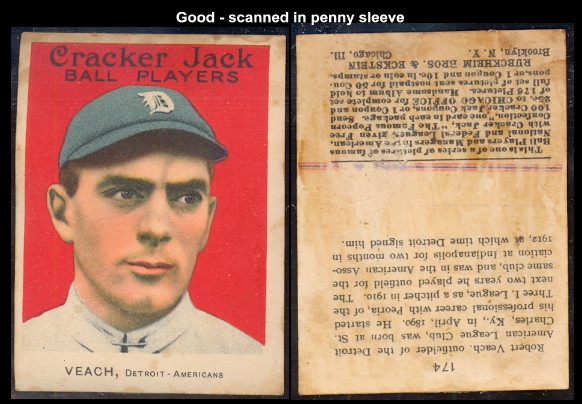 Good - scanned in penny sleeve
Cracker Jack
BALL PLAYERS
D
VEACH, DETROIT - AMERICANS
174
Robert Veach, outfielder of the Detroit
American League Club, was born at St.
Charles, Ky., in April, 1890. He started
his professional career with Peoria, of the
Three I. League, as a pitcher in 1910. The
next two years he played outfield for the
same club, and was in the American Asso-
ciation at Indianapolis for two months in
1912, at which time Detroit signed him.
This is one of a series of pictures of famous
Ball Players and Managers in the American,
National and Federal Leagues, given Free
with Cracker Jack, "The Famous Popcorn
Confection," one card in each package. Send
100 Cracker Jack Coupons, or 1 Coupon and
25c to CHICAGO OFFICE for complete set
of 176 Pictures. Handsome Album to hold
full set of pictures sent postpaid for 50 Cou-
pons, or 1 Coupon and 10c in coin or stamps.
RUECKHEIM BROS. & ECKSTEIN
Brooklyn, N. Y. Chicago, Ill.